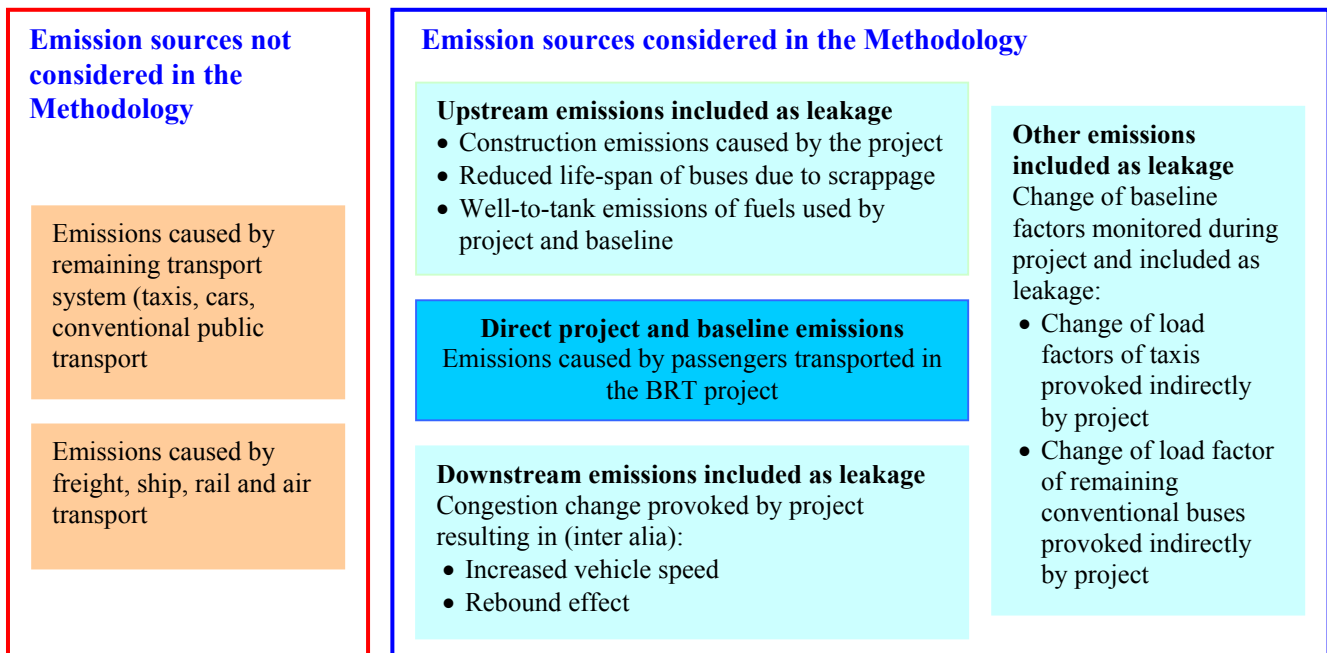 Emission sources not
considered in the
Methodology
Emissions caused by
remaining transport
system (taxis, cars,
conventional public
transport
Emissions caused by
freight, ship, rail and air
transport
Emission sources considered in the Methodology
Upstream emissions included as leakage
• Construction emissions caused by the project
• Reduced life-span of buses due to scrappage
• Well-to-tank emissions of fuels used by
project and baseline
Direct project and baseline emissions
Emissions caused by passengers transported in
the BRT project
Downstream emissions included as leakage
Congestion change provoked by project
resulting in (inter alia):
• Increased vehicle speed
• Rebound effect
Other emissions
included as leakage
Change of baseline
factors monitored during
project and included as
leakage:
• Change of load
factors of taxis
provoked indirectly
by project
• Change of load factor
of remaining
conventional buses
provoked indirectly
by project